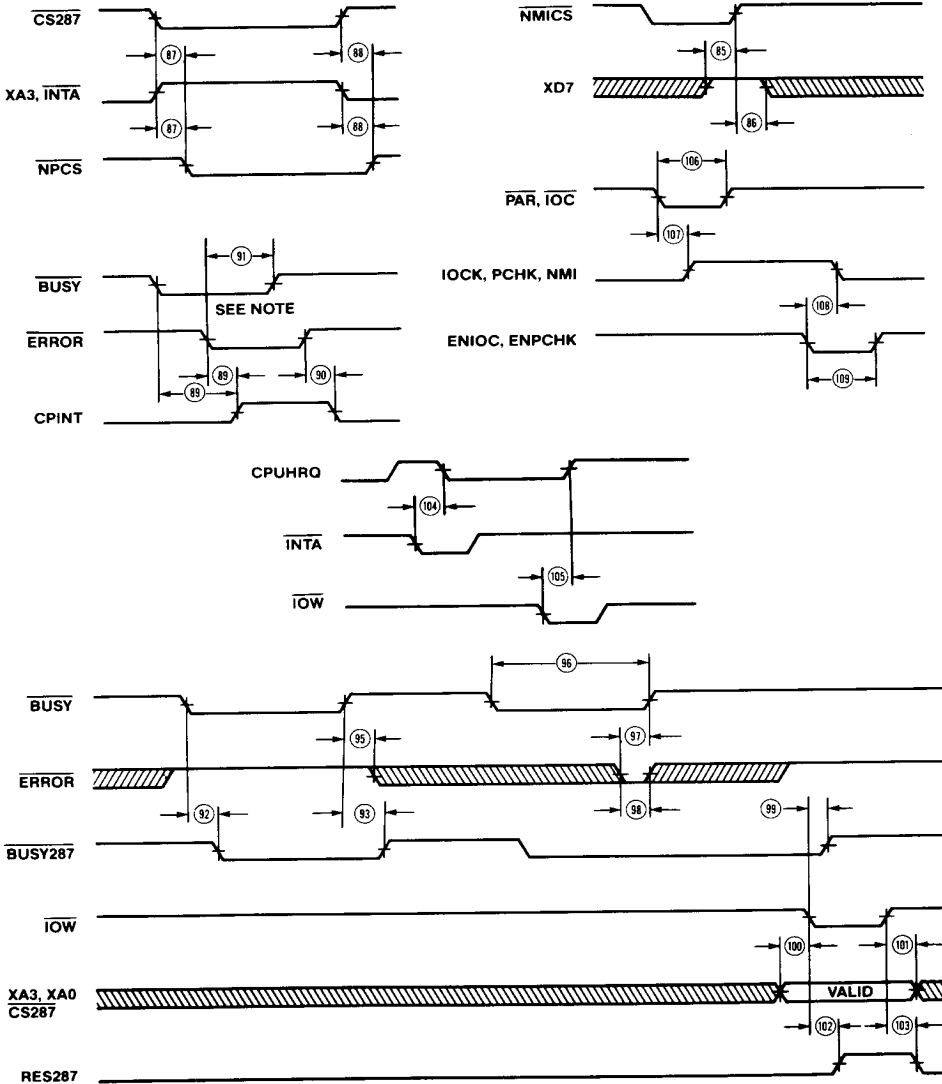 CS287
87
88
XA3, INTA
87
88
NPCS
NMICS
85
XD7
86
106
PAR, IOC
107
IOCK, PCHK, NMI
108
ENIOC, ENPCHK
109
91
BUSY
SEE NOTE
ERROR
89
90
89
CPINT
CPUHRQ
104
INTA
105
IOW
96
BUSY
95
97
ERROR
92
93
98
99
BUSY287
IOW
100
101
XA3, XA0
CS287
VALID
102
103
RES287